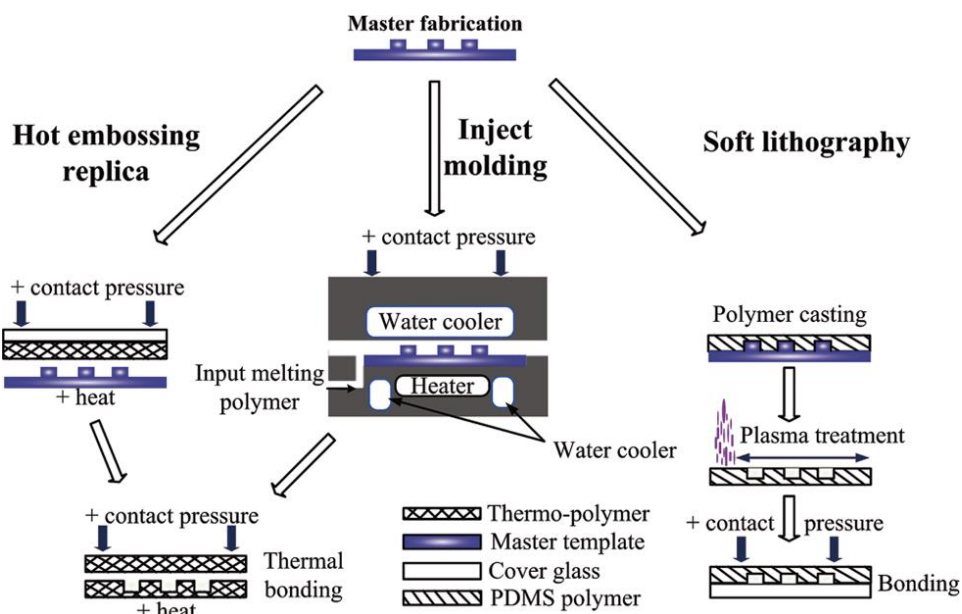 Master fabrication
Hot embossing
replica
Inject
molding
Soft lithography
+ contact pressure
+ contact pressure
Water cooler
Polymer casting
Input melting
polymer
Heater
+ heat
Water cooler
Plasma treatment
+ contact pressure
Thermal
bonding
+ heat
Thermo-polymer
Master template
Cover glass
PDMS polymer
+ contact pressure
Bonding